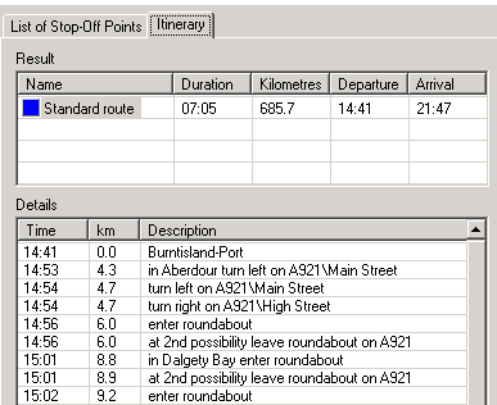 List of Stop-Off Points Itinerary
Result
Name Duration Kilometres Departure Arrival
Standard route 07:05 685.7 14:41 21:47
Details
Time km Description
14:41 0.0 Burntisland-Port
14:53 4.3 in Aberdour turn left on A921\Main Street
14:54 4.7 turn left on A921\Main Street
14:54 4.7 turn right on A921\High Street
14:56 6.0 enter roundabout
14:56 6.0 at 2nd possibility leave roundabout on A921
15:01 8.8 in Dalgety Bay enter roundabout
15:01 8.9 at 2nd possibility leave roundabout on A921
15:02 9.2 enter roundabout